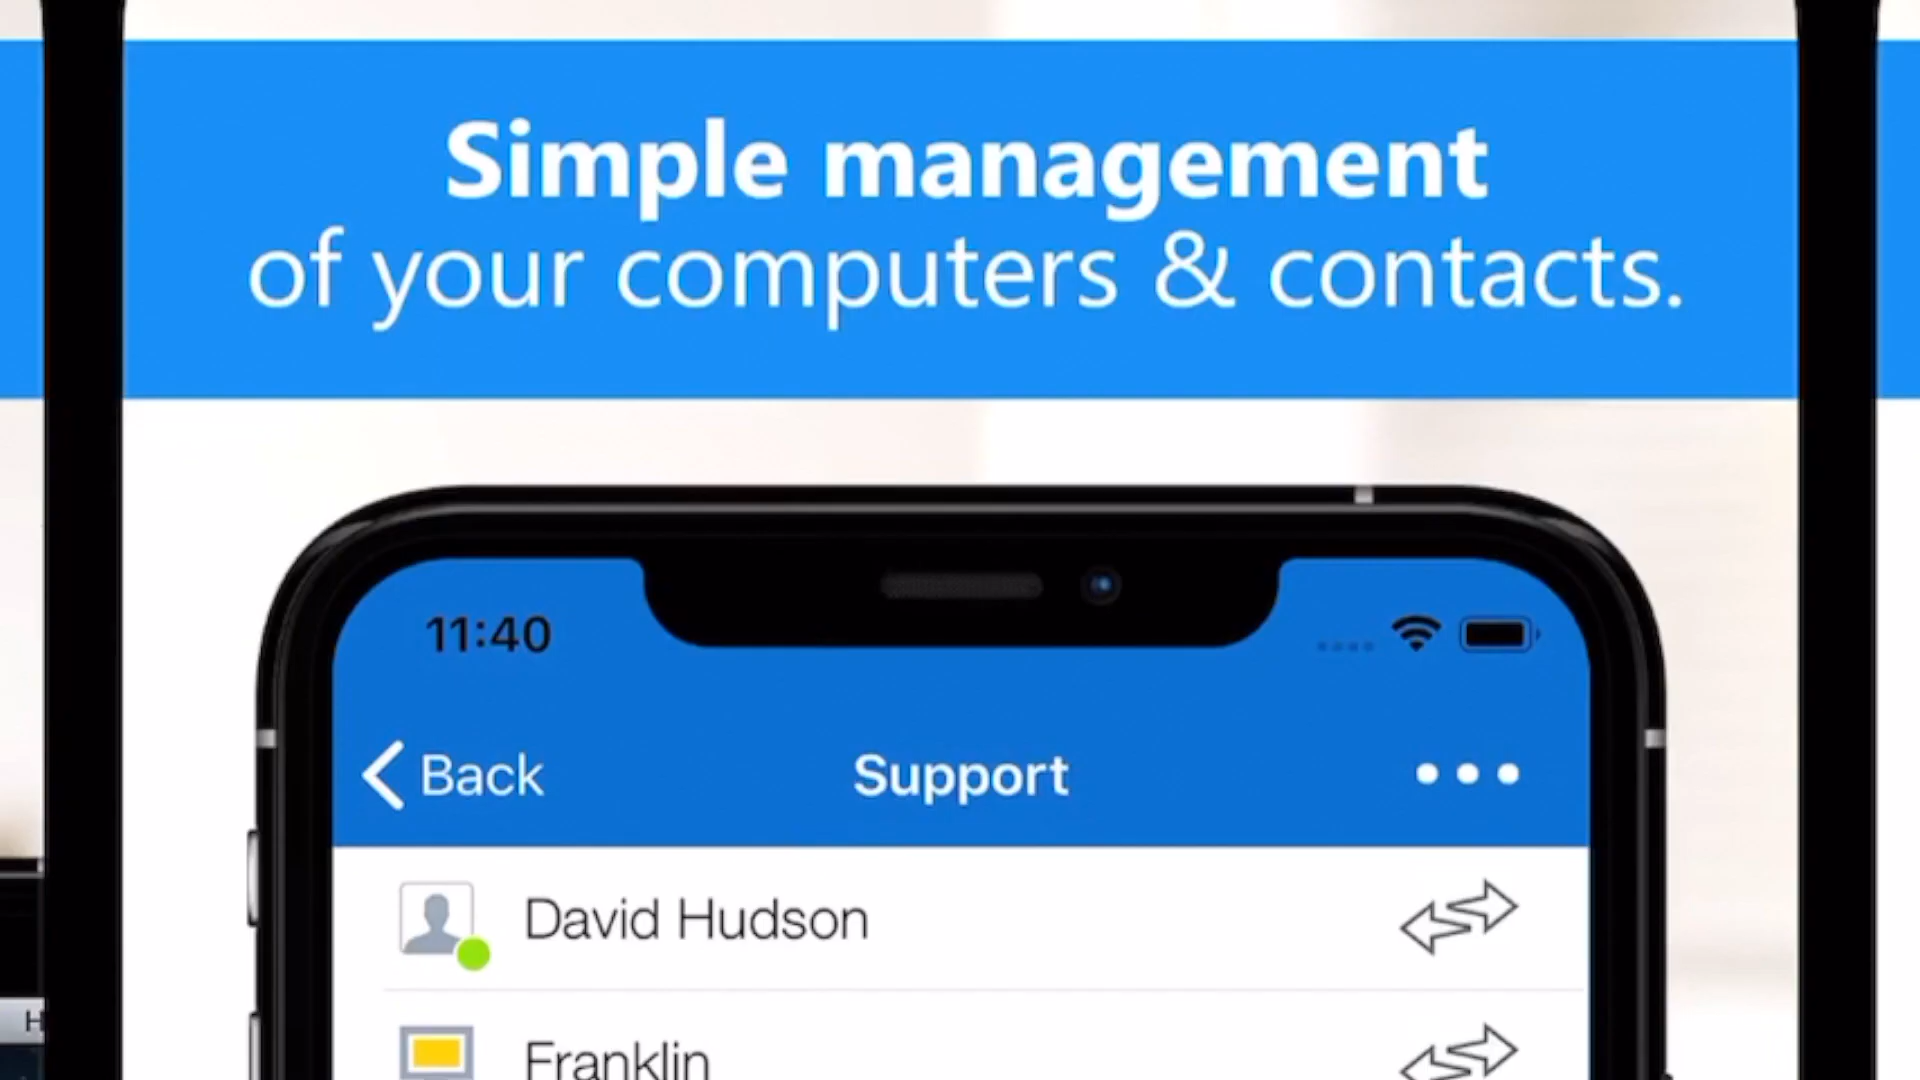 Simple management
of your computers & contacts.
11:40
Back
Support
David Hudson
Franklin
H